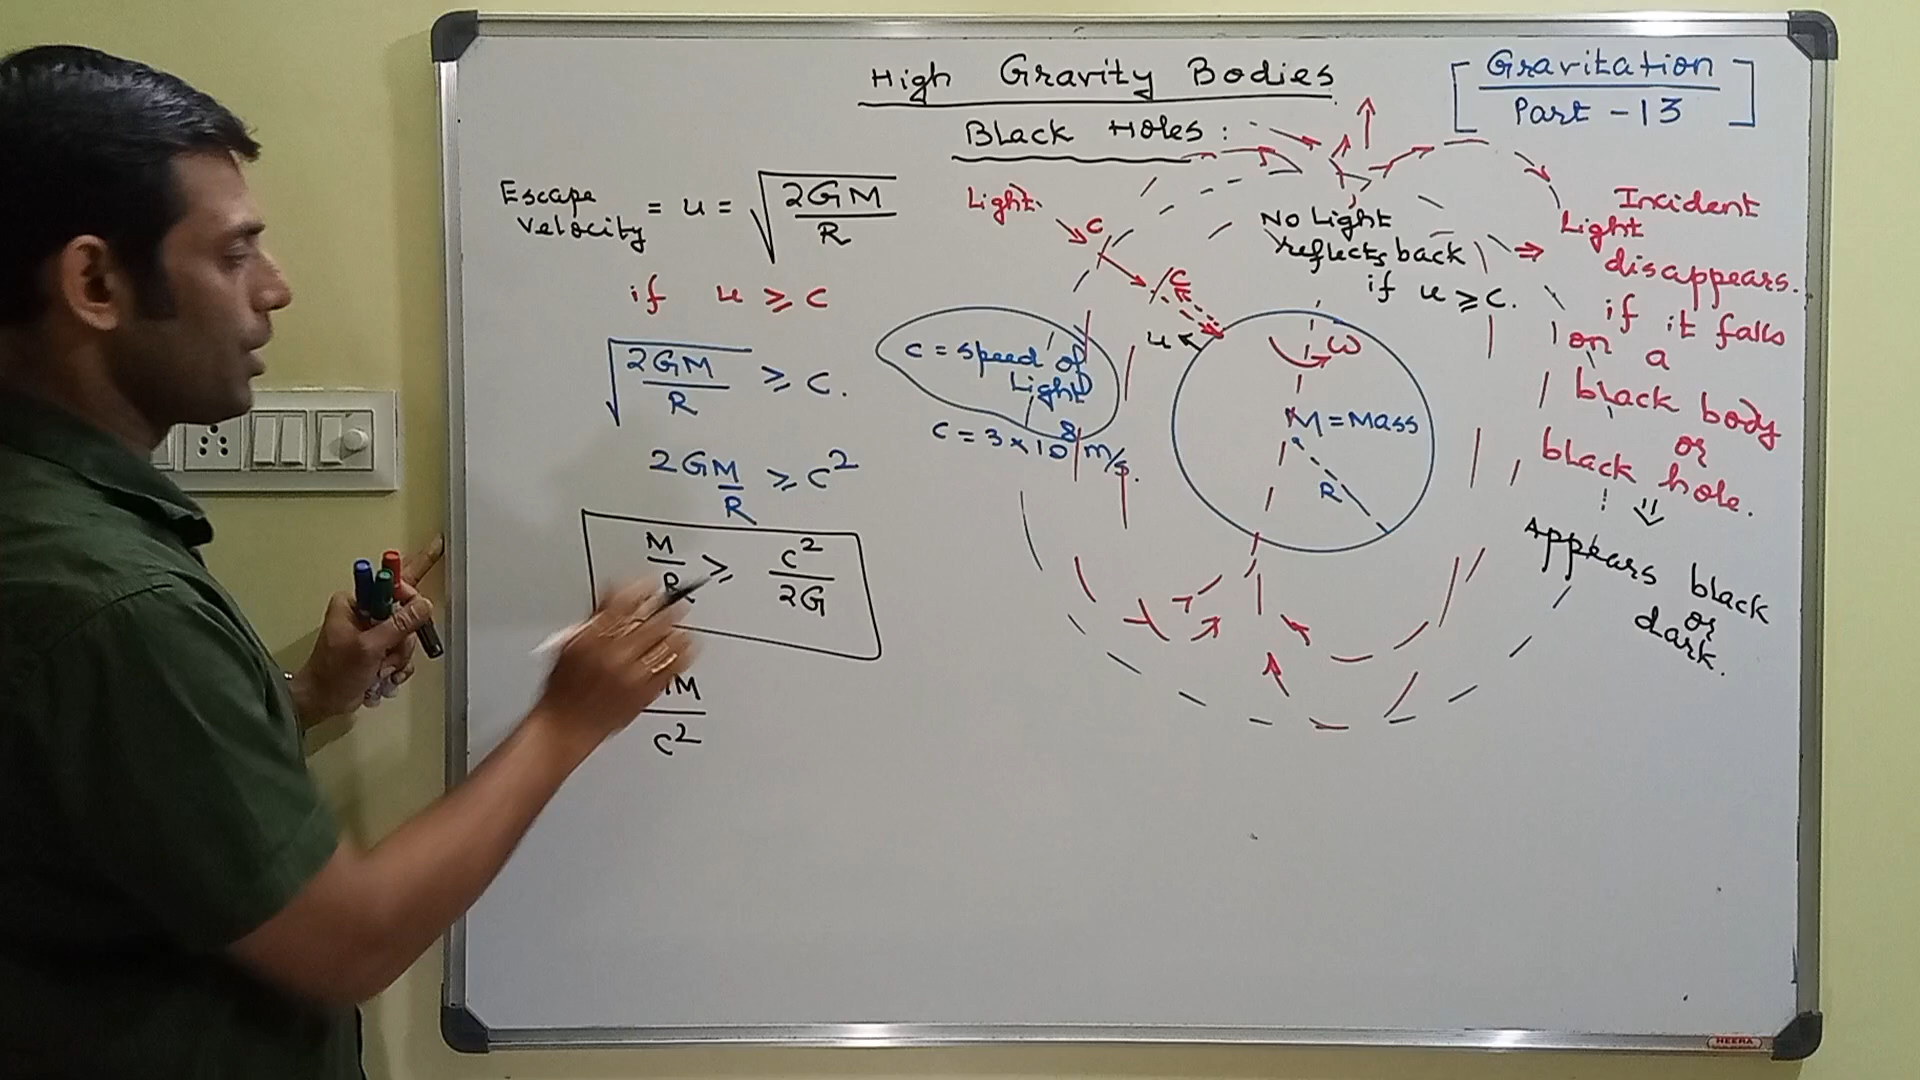 High Gravity Bodies
[Gravitation
Part - 13]
Black Holes :
Escape
Velocity = u = √(2GM/R)
if u ⩾ c
√(2GM/R) ⩾ c.
2GM/R ⩾ c²
M/R ⩾ c²/2G
M
c²
Light.
c
c
u
c = speed of
Light
c = 3 × 10⁸ m/s.
No Light
reflects back
if u ⩾ c.
ω
M = Mass
R
⇒ Incident
Light
disappears.
if it falls
on a
black body
or
black hole.
⇓
Appears black
or
dark.
HEERA